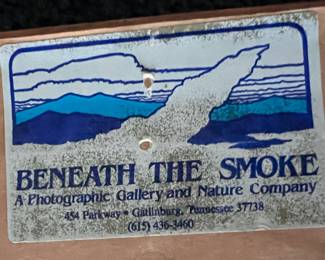 BENEATH THE SMOKE
A Photographic Gallery and Nature Company
454 Parkway • Gatlinburg, Tennessee 37738
(615) 436-3460